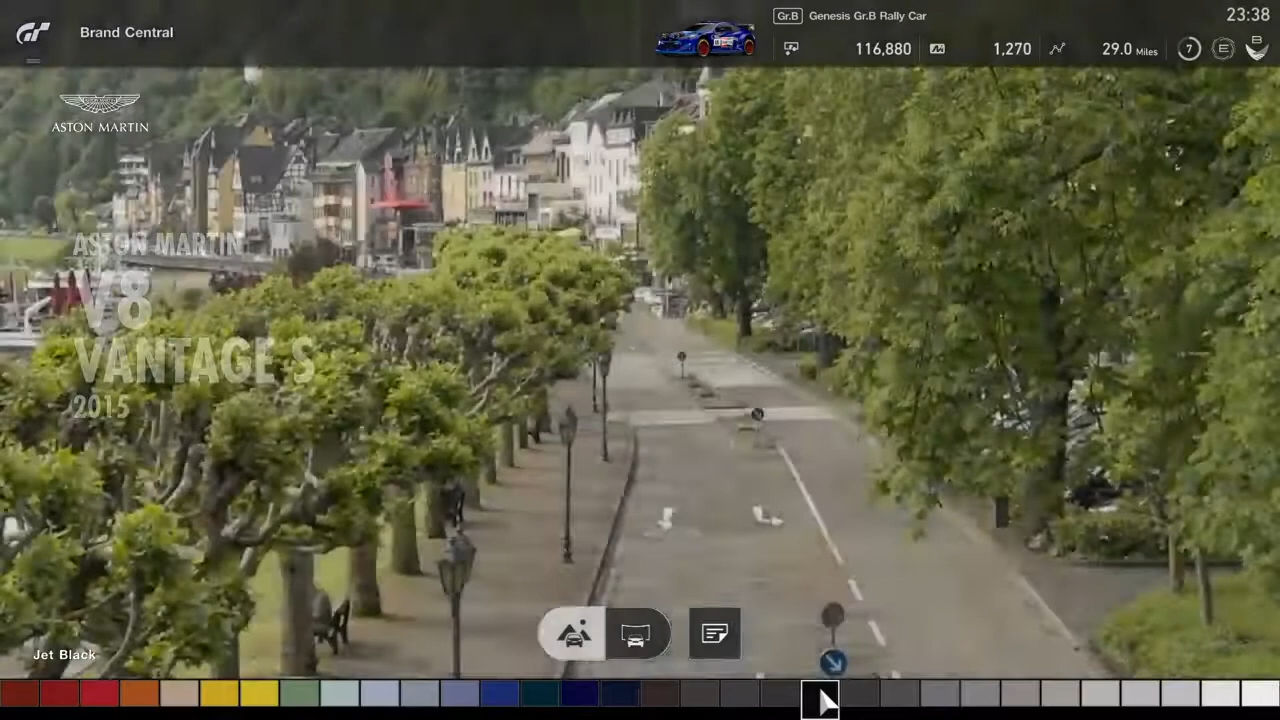 Brand Central
Gr.B Genesis Gr.B Rally Car
23:38
116,880
1,270
29.0 Miles
7
E
B
ASTON MARTIN
ASTON MARTIN
V8
VANTAGE S
2015
Jet Black